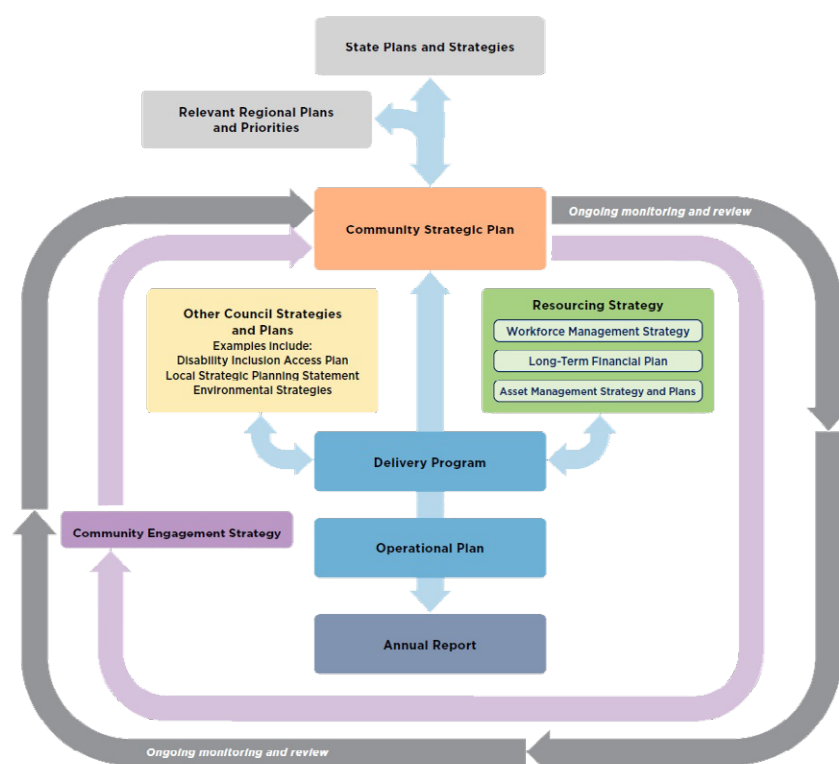 State Plans and Strategies
Relevant Regional Plans
and Priorities
Community Strategic Plan
Ongoing monitoring and review
Other Council Strategies
and Plans
Examples include:
Disability Inclusion Access Plan
Local Strategic Planning Statement
Environmental Strategies
Resourcing Strategy
Workforce Management Strategy
Long-Term Financial Plan
Asset Management Strategy and Plans
Delivery Program
Community Engagement Strategy
Operational Plan
Annual Report
Ongoing monitoring and review